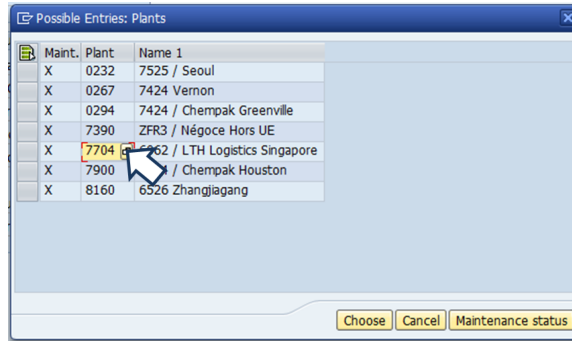 Possible Entries: Plants
Maint. Plant Name 1
X 0232 7525 / Seoul
X 0267 7424 Vernon
X 0294 7424 / Chempak Greenville
X 7390 ZFR3 / Négoce Hors UE
X 7704 / LTH Logistics Singapore
X 7900 / Chempak Houston
X 8160 6526 Zhangjiagang
Choose Cancel Maintenance status